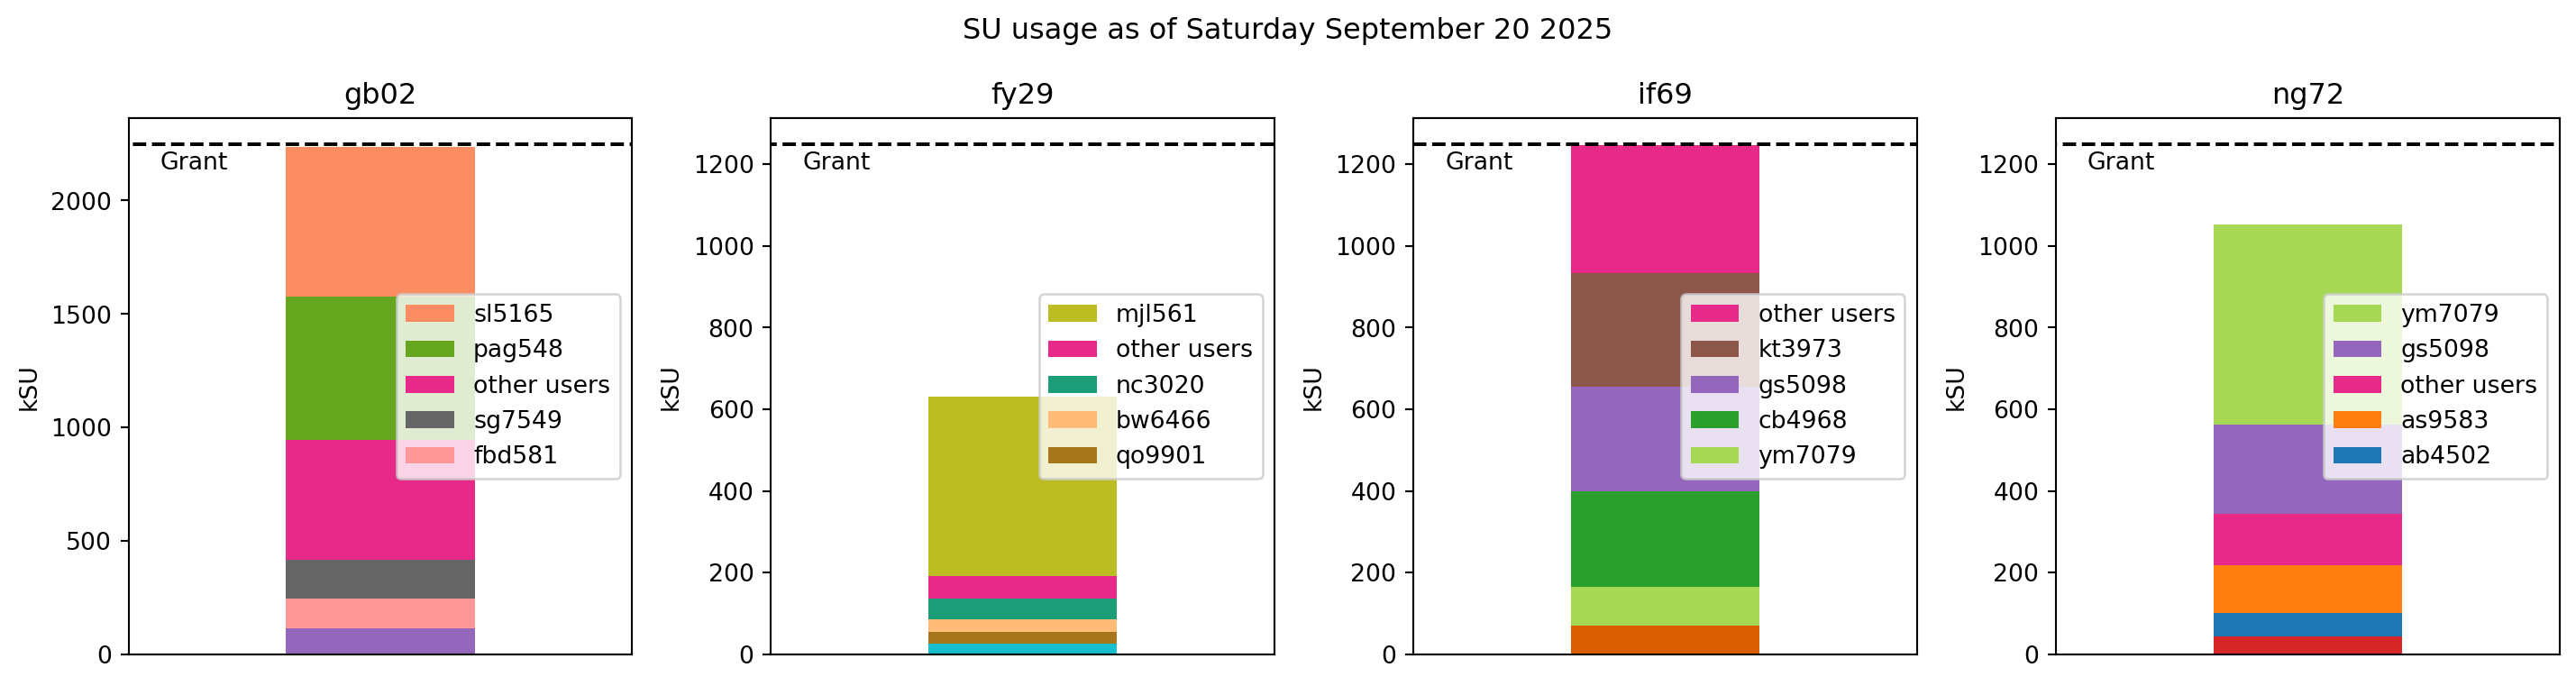 SU usage as of Saturday September 20 2025
gb02
kSU
2000
1500
1000
500
0
Grant
sl5165
pag548
other users
sg7549
fbd581
fy29
kSU
1200
1000
800
600
400
200
0
Grant
mjl561
other users
nc3020
bw6466
qo9901
if69
kSU
1200
1000
800
600
400
200
0
Grant
other users
kt3973
gs5098
cb4968
ym7079
ng72
kSU
1200
1000
800
600
400
200
0
Grant
ym7079
gs5098
other users
as9583
ab4502